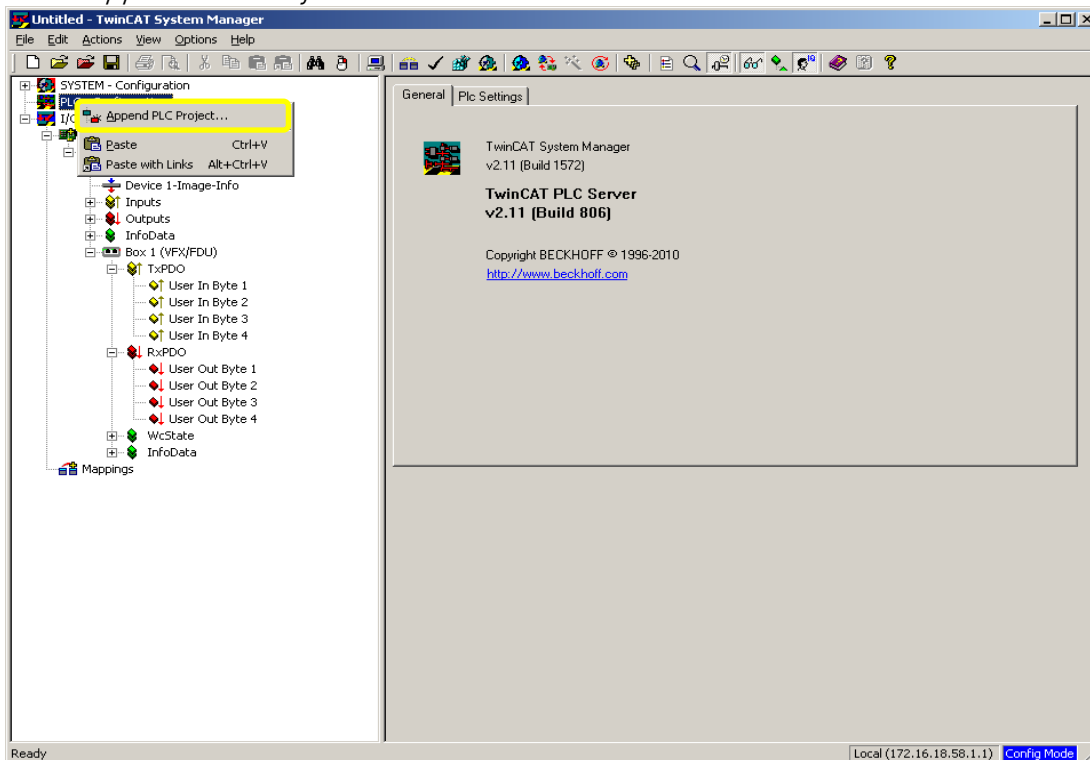 Untitled - TwinCAT System Manager
File Edit Actions View Options Help
SYSTEM - Configuration
Append PLC Project...
Paste Ctrl+V
Paste with Links Alt+Ctrl+V
Device 1-Image-Info
Inputs
Outputs
InfoData
Box 1 (VFX/FDU)
TxPDO
User In Byte 1
User In Byte 2
User In Byte 3
User In Byte 4
RxPDO
User Out Byte 1
User Out Byte 2
User Out Byte 3
User Out Byte 4
WcState
InfoData
Mappings
General Plc Settings
TwinCAT System Manager
v2.11 (Build 1572)
TwinCAT PLC Server
v2.11 (Build 806)
Copyright BECKHOFF © 1996-2010
http://www.beckhoff.com
Ready Local (172.16.18.58.1.1) Config Mode